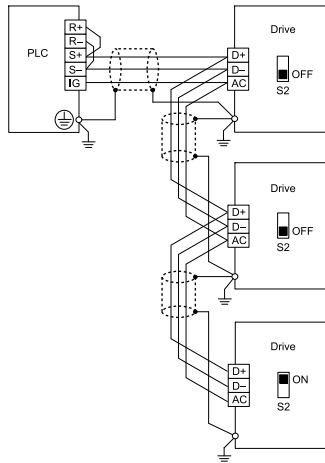 PLC
R+
R−
S+
S−
IG
Drive
D+
D−
AC
OFF
S2
Drive
D+
D−
AC
OFF
S2
Drive
D+
D−
AC
ON
S2